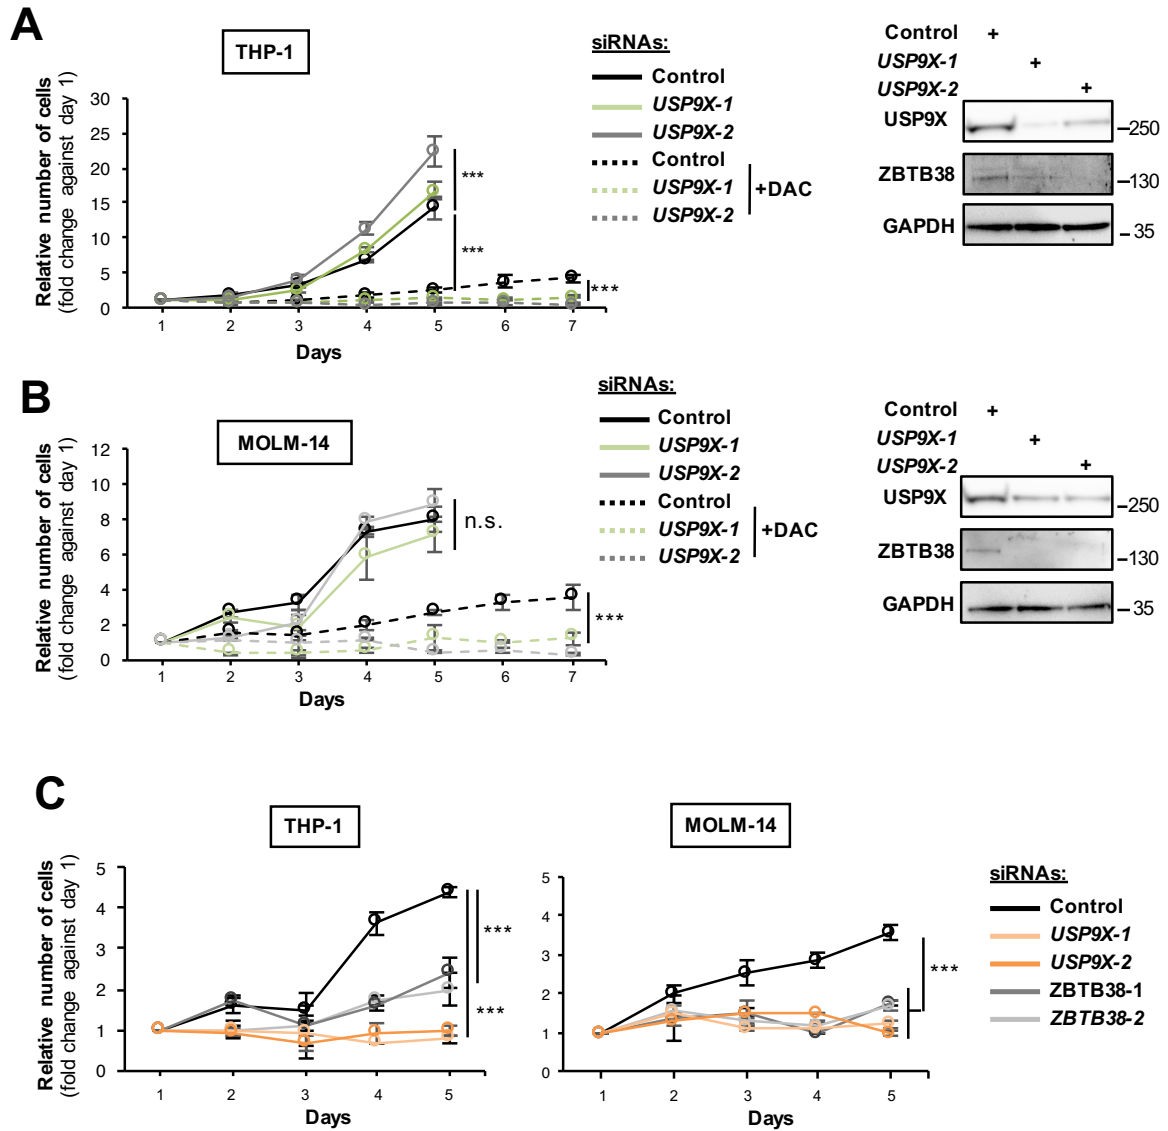 A
THP-1
Relative number of cells
(fold change against day 1)
30
25
20
15
10
5
0
1 2 3 4 5 6 7
Days
***
***
***
siRNAs:
Control
USP9X-1
USP9X-2
Control
USP9X-1
USP9X-2
+DAC
Control +
USP9X-1 +
USP9X-2 +
USP9X –250
ZBTB38 –130
GAPDH – 35
B
MOLM-14
Relative number of cells
(fold change against day 1)
12
10
8
6
4
2
0
1 2 3 4 5 6 7
Days
n.s.
***
siRNAs:
Control
USP9X-1
USP9X-2
Control
USP9X-1
USP9X-2
+DAC
Control +
USP9X-1 +
USP9X-2 +
USP9X –250
ZBTB38 –130
GAPDH –35
C
THP-1
Relative number of cells
(fold change against day 1)
5
4
3
2
1
0
1 2 3 4 5
Days
***
***
MOLM-14
5
4
3
2
1
0
1 2 3 4 5
Days
***
siRNAs:
Control
USP9X-1
USP9X-2
ZBTB38-1
ZBTB38-2